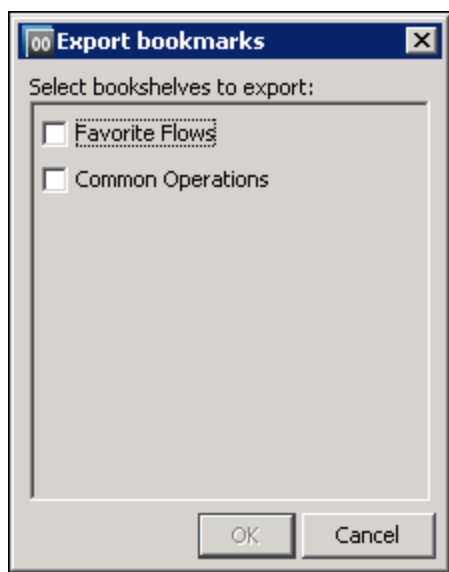 00 Export bookmarks
Select bookshelves to export:
Favorite Flows
Common Operations
OK Cancel